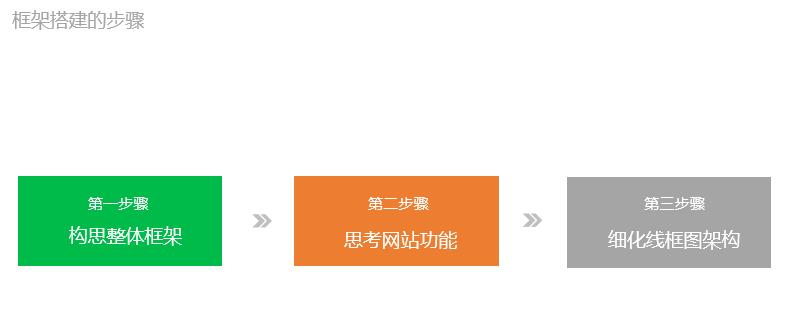 框架搭建的步骤
第一步骤
构思整体框架
第二步骤
思考网站功能
第三步骤
细化线框图架构